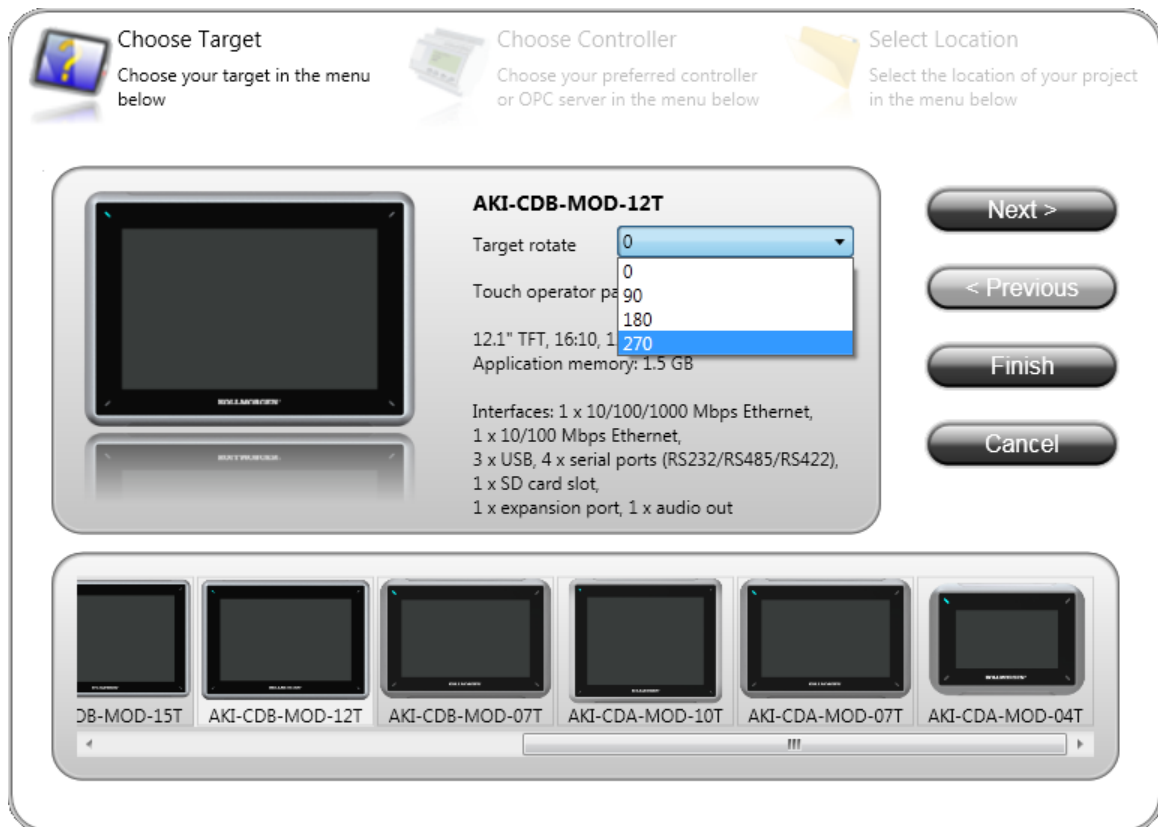 Choose Target
Choose your target in the menu
below
Choose Controller
Choose your preferred controller
or OPC server in the menu below
Select Location
Select the location of your project
in the menu below
AKI-CDB-MOD-12T
Target rotate
0
0
90
180
270
Touch operator
12.1" TFT, 16:10,
Application memory: 1.5 GB
Interfaces: 1 x 10/100/1000 Mbps Ethernet,
1 x 10/100 Mbps Ethernet,
3 x USB, 4 x serial ports (RS232/RS485/RS422),
1 x SD card slot,
1 x expansion port, 1 x audio out
KOLLMORGEN
Next >
< Previous
Finish
Cancel
DB-MOD-15T
AKI-CDB-MOD-12T
AKI-CDB-MOD-07T
AKI-CDA-MOD-10T
AKI-CDA-MOD-07T
AKI-CDA-MOD-04T